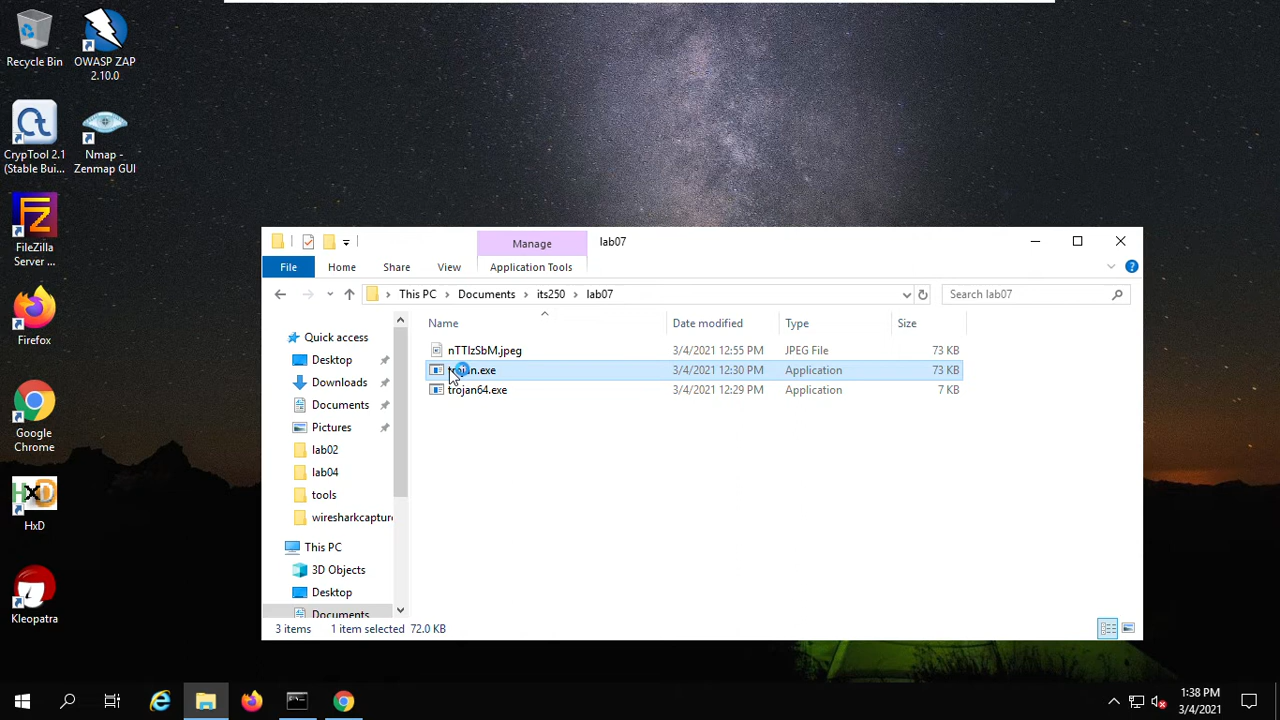 Recycle Bin
OWASP ZAP
2.10.0
CrypTool 2.1
(Stable Bui...
Nmap -
Zenmap GUI
FileZilla
Server ...
Firefox
Google
Chrome
HxD
Kleopatra
Manage
lab07
File
Home
Share
View
Application Tools
This PC
Documents
its250
lab07
Search lab07
Name
Date modified
Type
Size
Quick access
Desktop
Downloads
Documents
Pictures
lab02
lab04
tools
wiresharkcapture
This PC
3D Objects
Desktop
Documents
nTTlzSbM.jpeg 3/4/2021 12:55 PM JPEG File 73 KB
trojan.exe 3/4/2021 12:30 PM Application 73 KB
trojan64.exe 3/4/2021 12:29 PM Application 7 KB
3 items 1 item selected 72.0 KB
1:38 PM
3/4/2021